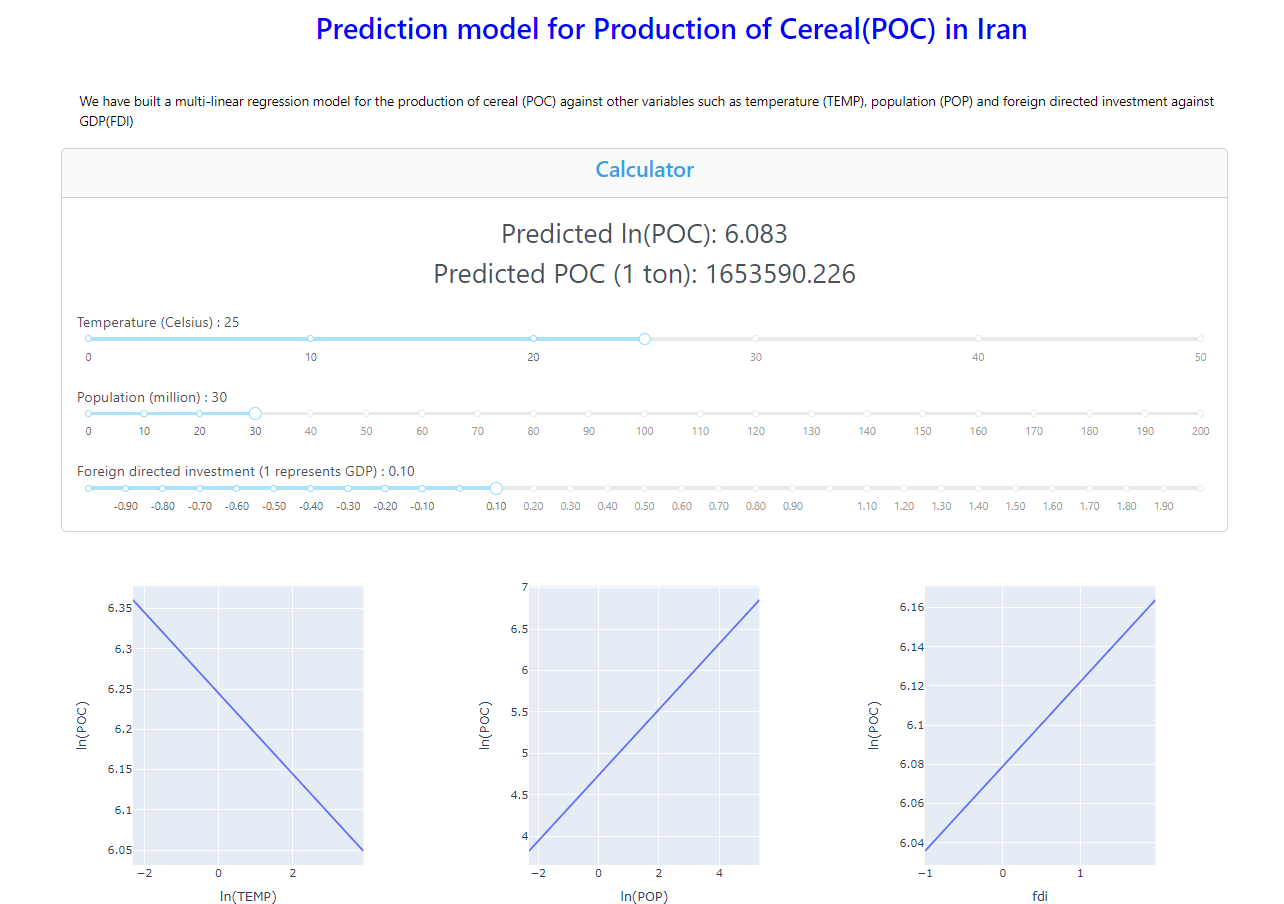 Prediction model for Production of Cereal(POC) in Iran
We have built a multi-linear regression model for the production of cereal (POC) against other variables such as temperature (TEMP), population (POP) and foreign directed investment against
GDP(FDI)
Calculator
Predicted ln(POC): 6.083
Predicted POC (1 ton): 1653590.226
Temperature (Celsius) : 25
0 10 20 30 40 50
Population (million) : 30
0 10 20 30 40 50 60 70 80 90 100 110 120 130 140 150 160 170 180 190 200
Foreign directed investment (1 represents GDP) : 0.10
-0.90 -0.80 -0.70 -0.60 -0.50 -0.40 -0.30 -0.20 -0.10 0.10 0.20 0.30 0.40 0.50 0.60 0.70 0.80 0.90 1.10 1.20 1.30 1.40 1.50 1.60 1.70 1.80 1.90
6.35
6.3
6.25
6.2
6.15
6.1
6.05
ln(POC)
−2 0 2
ln(TEMP)
7
6.5
6
5.5
5
4.5
4
ln(POC)
−2 0 2 4
ln(POP)
6.16
6.14
6.12
6.1
6.08
6.06
6.04
ln(POC)
−1 0 1
fdi